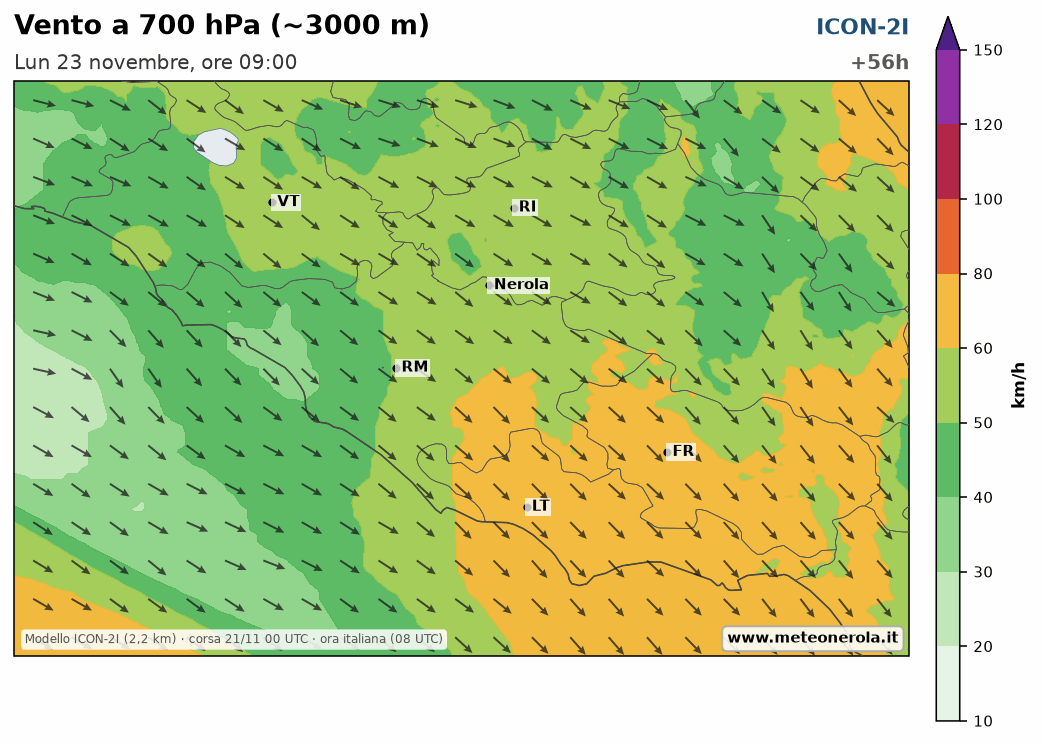 Vento a 700 hPa (~3000 m)
ICON-2I
Lun 23 novembre, ore 09:00
+56h
VT
RI
Nerola
RM
FR
LT
Modello ICON-2I (2,2 km) · corsa 21/11 00 UTC · ora italiana (08 UTC)
www.meteonerola.it
150
120
100
80
60
50
40
30
20
10
km/h